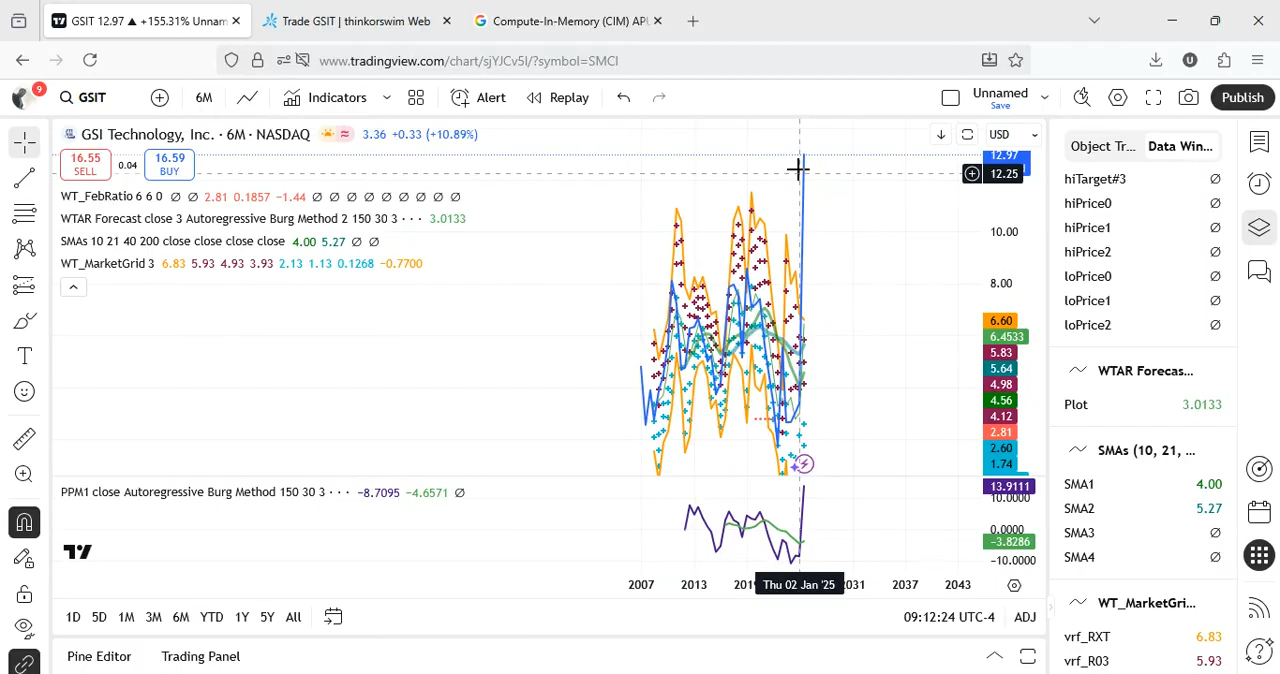 GSIT 12.97 ▲ +155.31% Unnam
Trade GSIT | thinkorswim Web
Compute-In-Memory (CIM) APU
www.tradingview.com/chart/sjYJCv5I/?symbol=SMCI
9
GSIT
6M
Indicators
Alert
Replay
Unnamed
Save
Publish
GSI Technology, Inc. · 6M · NASDAQ
3.36 +0.33 (+10.89%)
USD
16.55
SELL
0.04
16.59
BUY
WT_FebRatio 6 6 0 ∅ ∅ 2.81 0.1857 −1.44 ∅ ∅ ∅ ∅ ∅ ∅ ∅ ∅ ∅
WTAR Forecast close 3 Autoregressive Burg Method 2 150 30 3 · · · 3.0133
SMAs 10 21 40 200 close close close close 4.00 5.27 ∅ ∅
WT_MarketGrid 3 6.83 5.93 4.93 3.93 2.13 1.13 0.1268 −0.7700
12.97
12.25
10.00
8.00
6.60
6.4533
5.83
5.64
4.98
4.56
4.12
2.81
2.60
1.74
PPM1 close Autoregressive Burg Method 150 30 3 · · · −8.7095 −4.6571 ∅
13.9111
10.0000
0.0000
−3.8286
−10.0000
2007
2013
2019
Thu 02 Jan '25
2031
2037
2043
1D
5D
1M
3M
6M
YTD
1Y
5Y
All
09:12:24 UTC-4
ADJ
Pine Editor
Trading Panel
Object Tr...
Data Win...
hiTarget#3 ∅
hiPrice0 ∅
hiPrice1 ∅
hiPrice2 ∅
loPrice0 ∅
loPrice1 ∅
loPrice2 ∅
WTAR Forecas...
Plot 3.0133
SMAs (10, 21, ...
SMA1 4.00
SMA2 5.27
SMA3 ∅
SMA4 ∅
WT_MarketGri...
vrf_RXT 6.83
vrf_R03 5.93